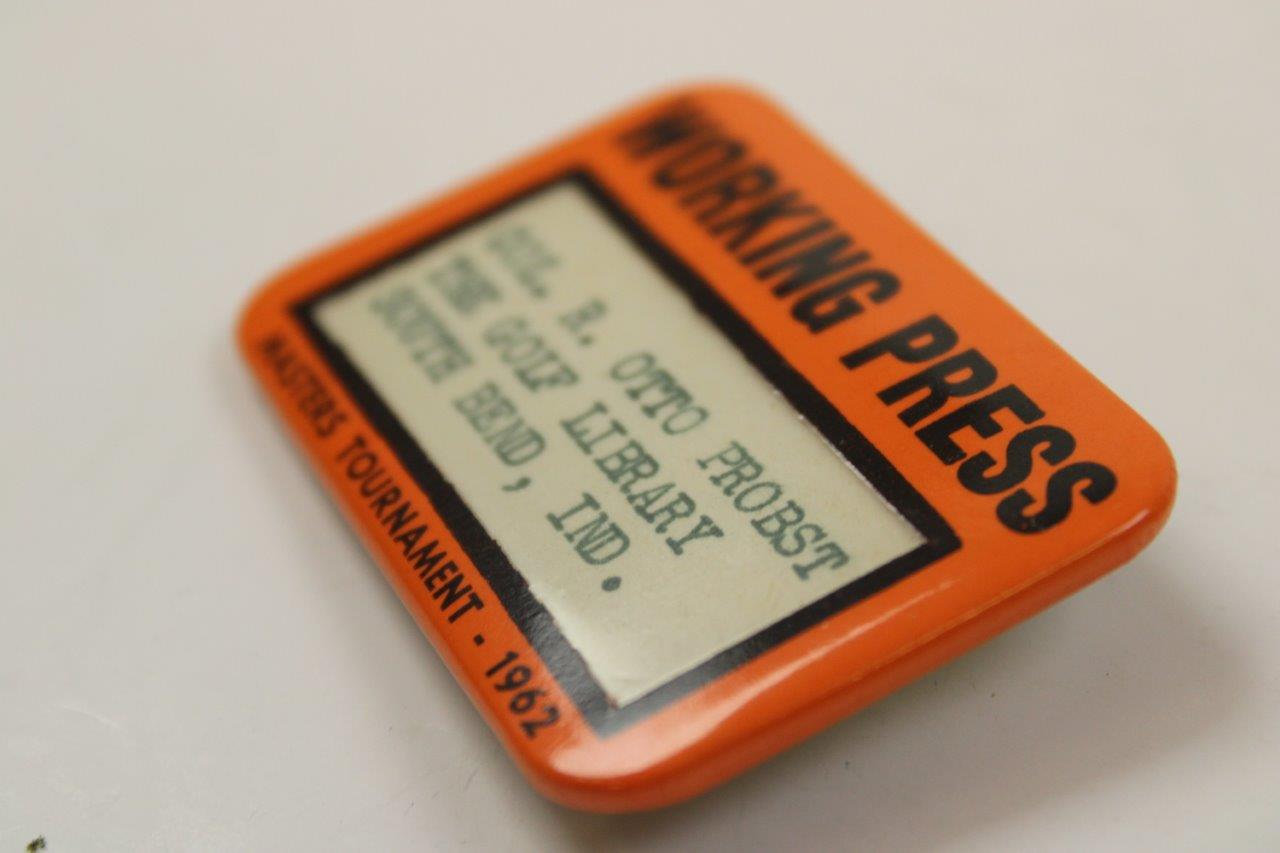 WORKING PRESS
COL. R. OTTO PROBST
THE GOLF LIBRARY
SOUTH BEND, IND.
MASTERS TOURNAMENT - 1962